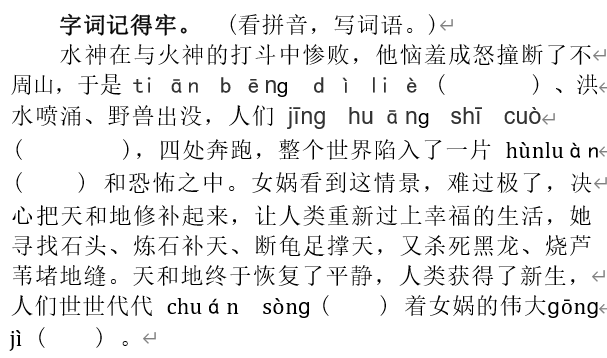 字词记得牢。 (看拼音，写词语。)
水神在与火神的打斗中惨败，他恼羞成怒撞断了不
周山，于是 ti ān b ēng d ì li è（ ）、洪
水喷涌、野兽出没，人们 jīng hu āng shī cuò
（ ），四处奔跑，整个世界陷入了一片 hùnlu à n
（ ）和恐怖之中。女娲看到这情景，难过极了，决
心把天和地修补起来，让人类重新过上幸福的生活，她
寻找石头、炼石补天、断龟足撑天，又杀死黑龙、烧芦
苇堵地缝。天和地终于恢复了平静，人类获得了新生，
人们世世代代 chu á n sòng（ ）着女娲的伟大gōng
jì（ ）。